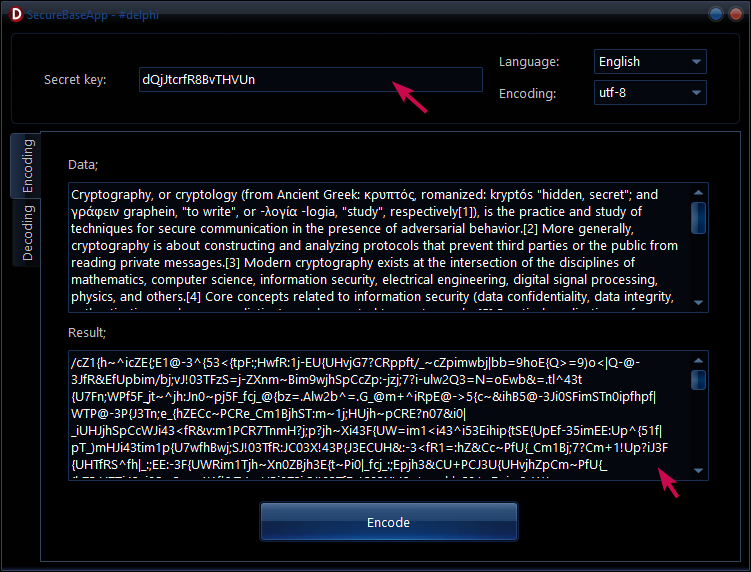 SecureBaseApp - #delphi
Secret key:
dQjJtcrfR8BvTHVUn
Language:
English
Encoding:
utf-8
Encoding
Decoding
Data;
Cryptography, or cryptology (from Ancient Greek: κρυπτός, romanized: kryptós "hidden, secret"; and
γράφειν graphein, "to write", or -λογία -logia, "study", respectively[1]), is the practice and study of
techniques for secure communication in the presence of adversarial behavior.[2] More generally,
cryptography is about constructing and analyzing protocols that prevent third parties or the public from
reading private messages.[3] Modern cryptography exists at the intersection of the disciplines of
mathematics, computer science, information security, electrical engineering, digital signal processing,
physics, and others.[4] Core concepts related to information security (data confidentiality, data integrity,
Result;
/cZ1{h~^icZE{;E1@-3^{53<{tpF:;HwfR:1j-EU{UHvjG7?CRppft/_~cZpimwbj|bb=9hoE{Q>=9)o<|Q-@-
3JfR&EfUpbim/bj;vJ!03TFzS=j-ZXnm~Bim9wjhSpCcZp:-jzj;7?i-ulw2Q3=N=oEwb&=.tl^43t
{U7Fn;WPf5F_jt~^jh:Jn0~pj5F_fcj_@{bz=.Alw2b^=.G_@m+^iRpE@->5{c~&ihB5@-3Ji0SFimSTn0ipfhpf|
WTP@-3P{J3Tn;e_{hZECc~PCRe_Cm1BjhST:m~1j;HUjh~pCRE?n07&i0|
_iUHJjhSpCcWJi43<fR&v:m1PCR7TnmH?j;p?jh~Xi43F{UW=im1<i43^i53Eihip{tSE{UpEf-35imEE:Up^{51f|
pT_)mHJi43tim1p{U7wfhBwj;SJ!03TfR:JC03X!43P{J3ECUH&:-3<fR1=:hZ&Cc~PfU{_Cm1Bj;7?Cm+1!Up?iJ3F
{UHTfRS^fh|_:;EE:-3F{UWRim1Tjh~Xn0ZBjh3E{t~Pi0|_fcj_:;Epjh3&CU+PCJ3U{UHvjhZpCm~PfU{_
Encode